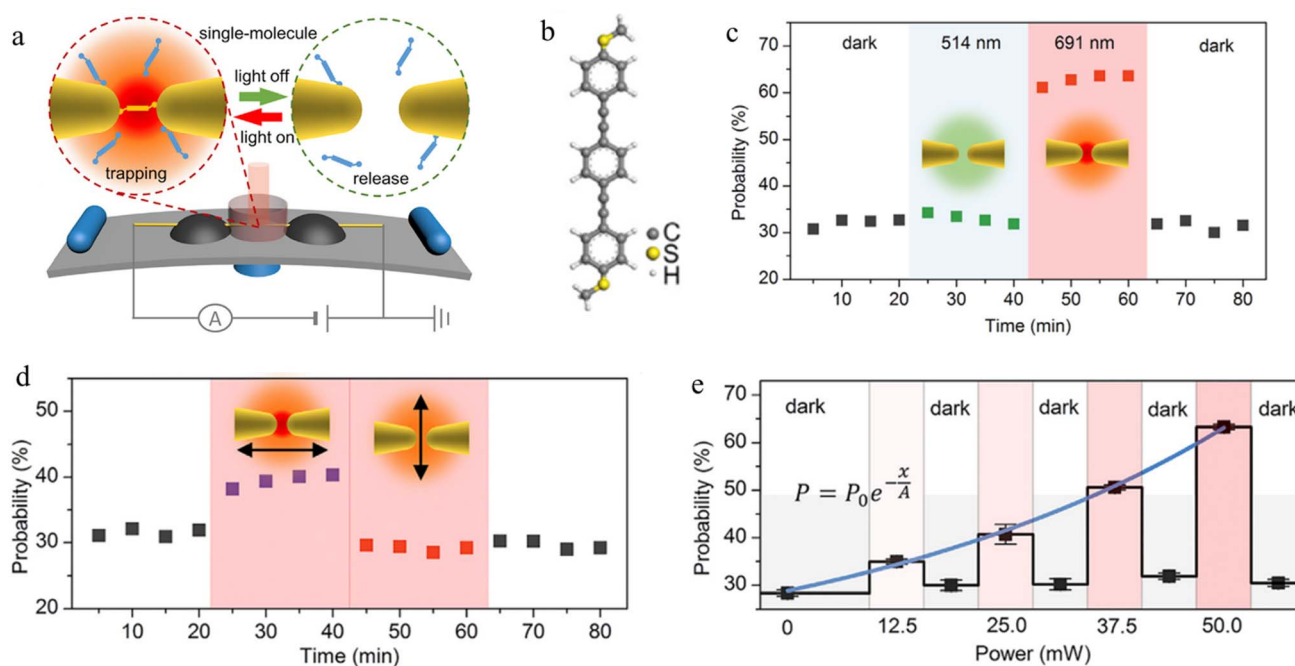 a
single-molecule
light off
light on
trapping
release
A
b
C
S
H
c
dark
514 nm
691 nm
dark
Probability (%)
70
60
50
40
30
20
10
20
30
40
50
60
70
80
Time (min)
d
Probability (%)
50
40
30
20
10
20
30
40
50
60
70
80
Time (min)
e
dark
dark
dark
dark
dark
P = P₀e^{-x/A}
Probability (%)
70
60
50
40
30
0
12.5
25.0
37.5
50.0
Power (mW)